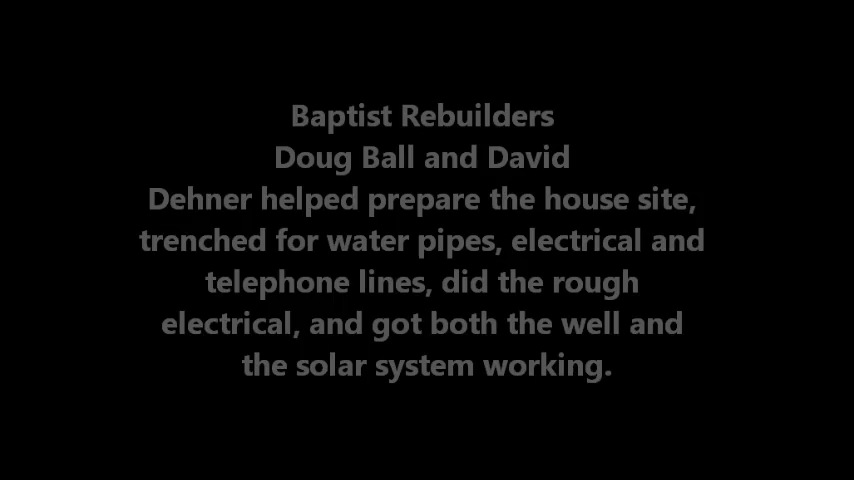 Baptist Rebuilders
Doug Ball and David
Dehner helped prepare the house site,
trenched for water pipes, electrical and
telephone lines, did the rough
electrical, and got both the well and
the solar system working.